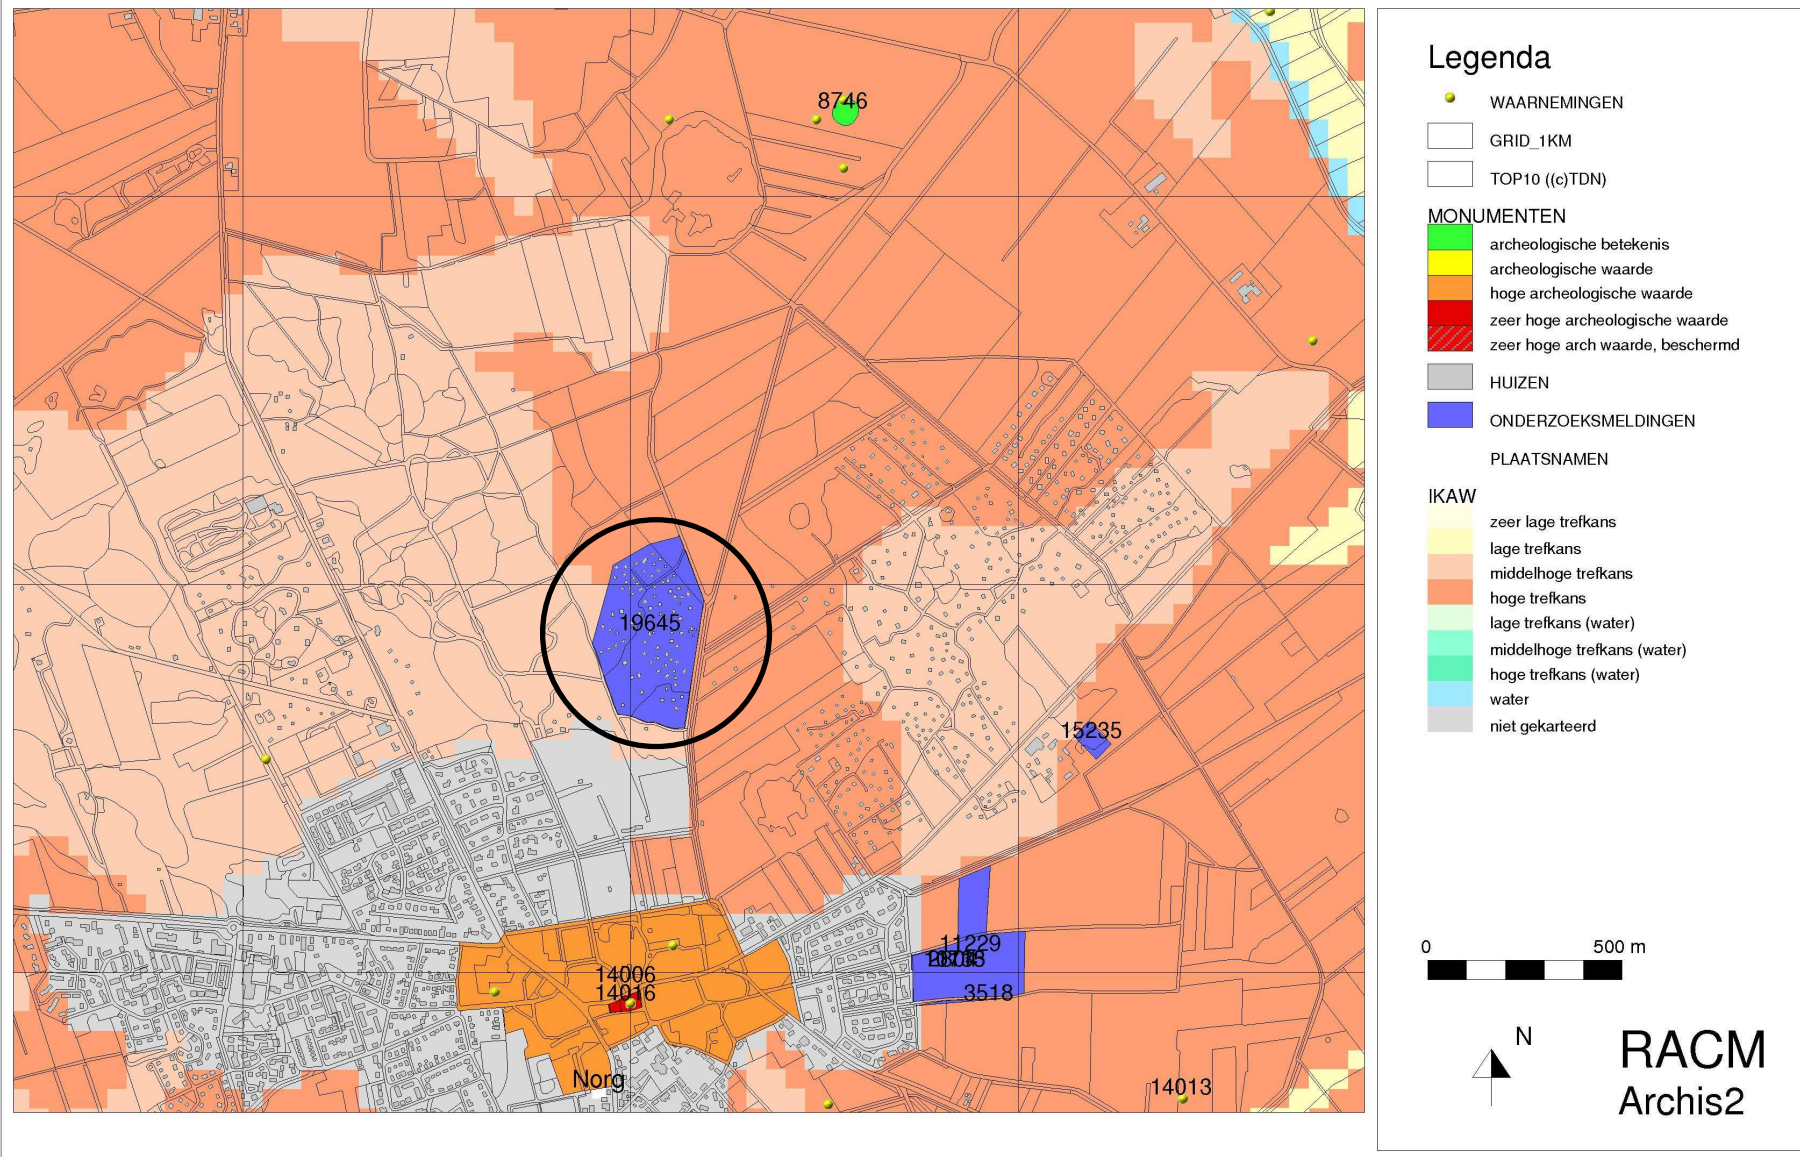 8746
19645
15235
11229
3518
14006
14016
Norg
14013
Legenda
WAARNEMINGEN
GRID_1KM
TOP10 ((c)TDN)
MONUMENTEN
archeologische betekenis
archeologische waarde
hoge archeologische waarde
zeer hoge archeologische waarde
zeer hoge arch waarde, beschermd
HUIZEN
ONDERZOEKSMELDINGEN
PLAATSNAMEN
IKAW
zeer lage trefkans
lage trefkans
middelhoge trefkans
hoge trefkans
lage trefkans (water)
middelhoge trefkans (water)
hoge trefkans (water)
water
niet gekarteerd
0 500 m
N
RACM
Archis2